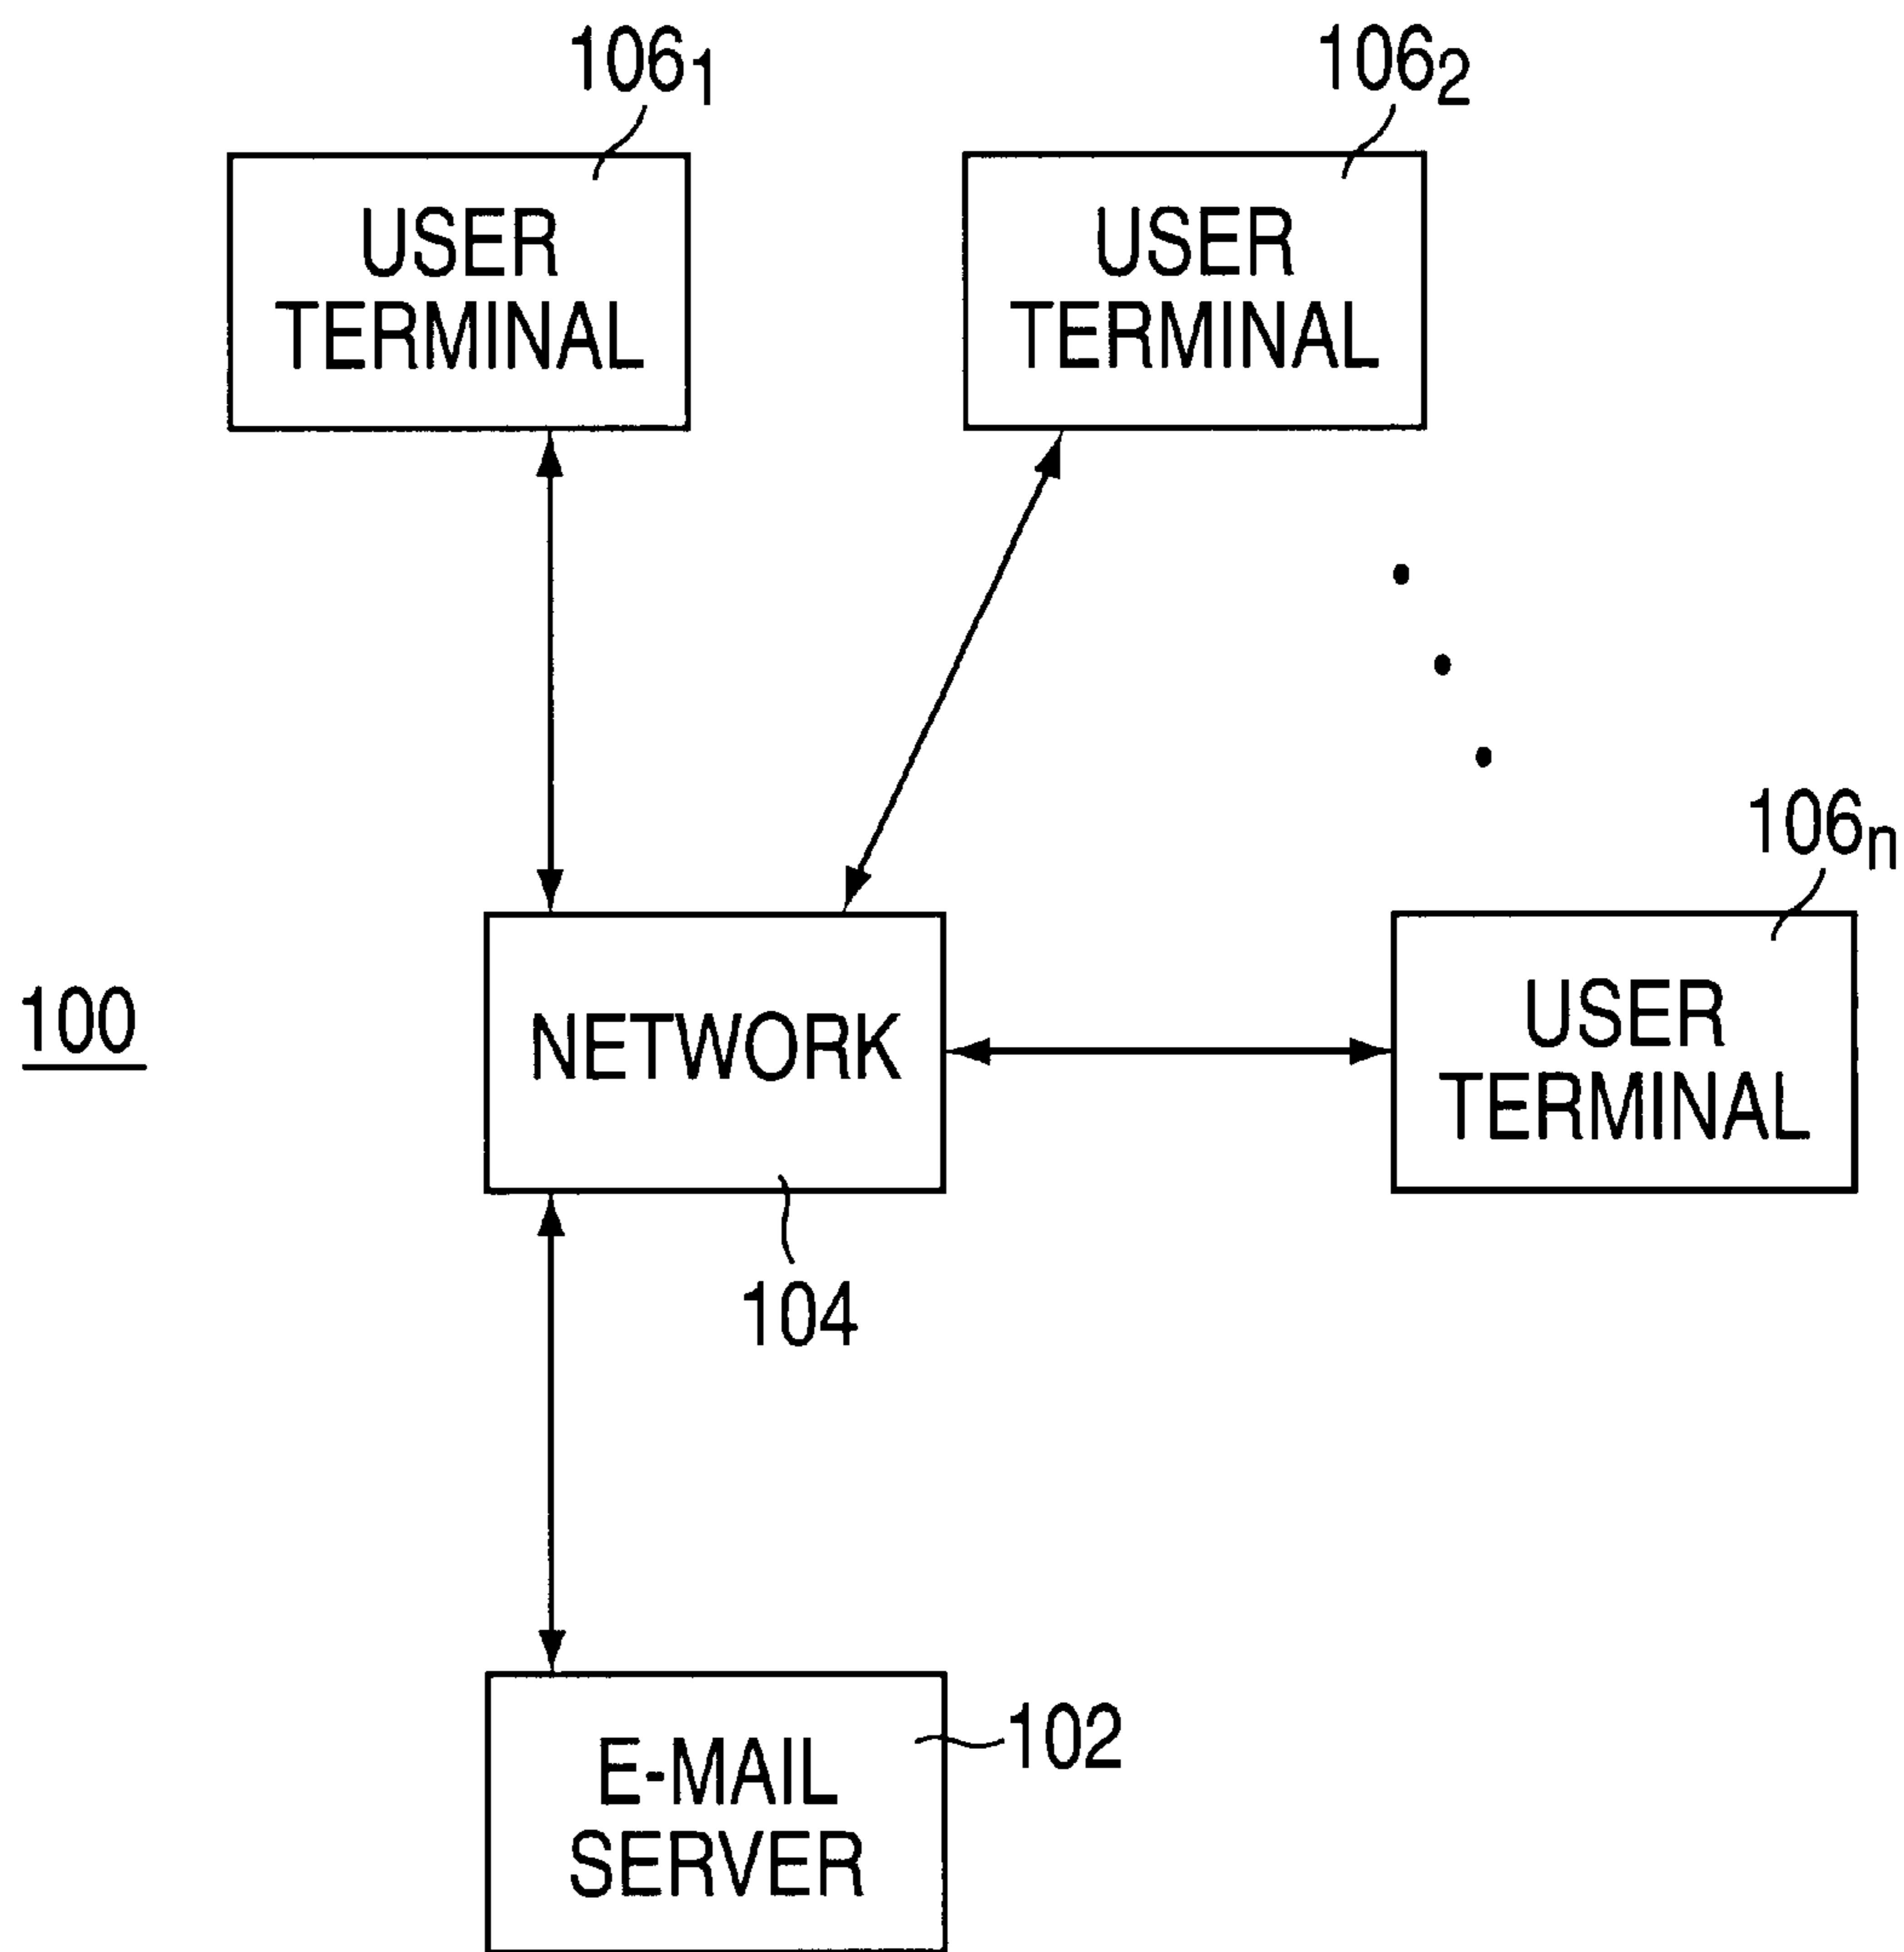 106₁
106₂
USER
TERMINAL
USER
TERMINAL
106ₙ
100
NETWORK
USER
TERMINAL
104
E-MAIL
SERVER
102